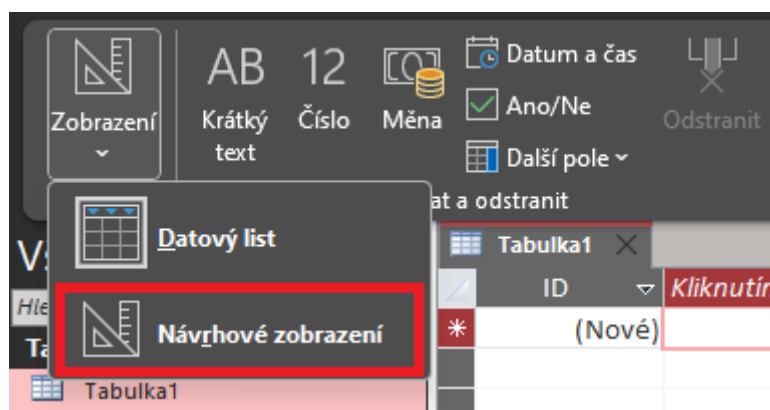 Zobrazení
AB
Krátký
text
12
Číslo
Měna
Datum a čas
Ano/Ne
Další pole
Odstranit
at a odstranit
Datový list
Návrhové zobrazení
Tabulka1
ID
(Nové)
Tabulka1